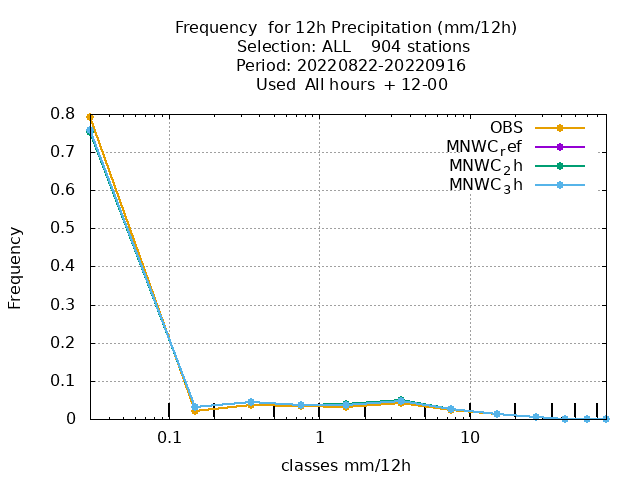 Frequency  for 12h Precipitation (mm/12h)
Selection: ALL    904 stations
Period: 20220822-20220916
Used  All hours  + 12-00
OBS
MNWC_ref
MNWC_2h
MNWC_3h
Frequency
0.8
0.7
0.6
0.5
0.4
0.3
0.2
0.1
0
0.1 1 10
classes mm/12h